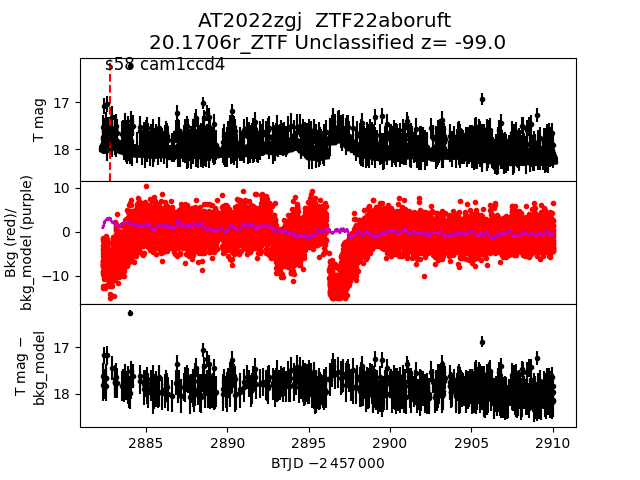 AT2022zgj  ZTF22aboruft
20.1706r_ZTF Unclassified z= -99.0
s58 cam1ccd4
17
18
T mag
10
0
−10
Bkg (red)/
bkg_model (purple)
17
18
T mag −
bkg_model
2885 2890 2895 2900 2905 2910
BTJD −2 457 000